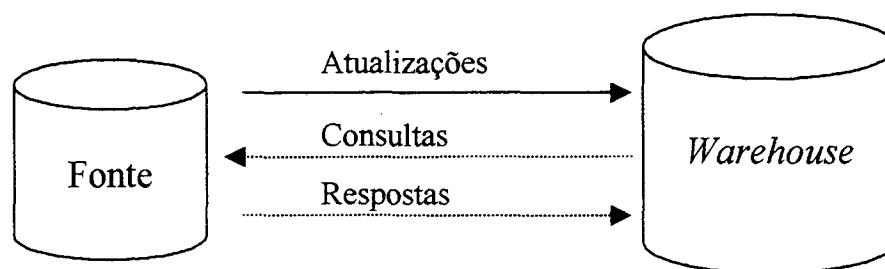 Atualizações
Consultas
Fonte
Warehouse
Respostas